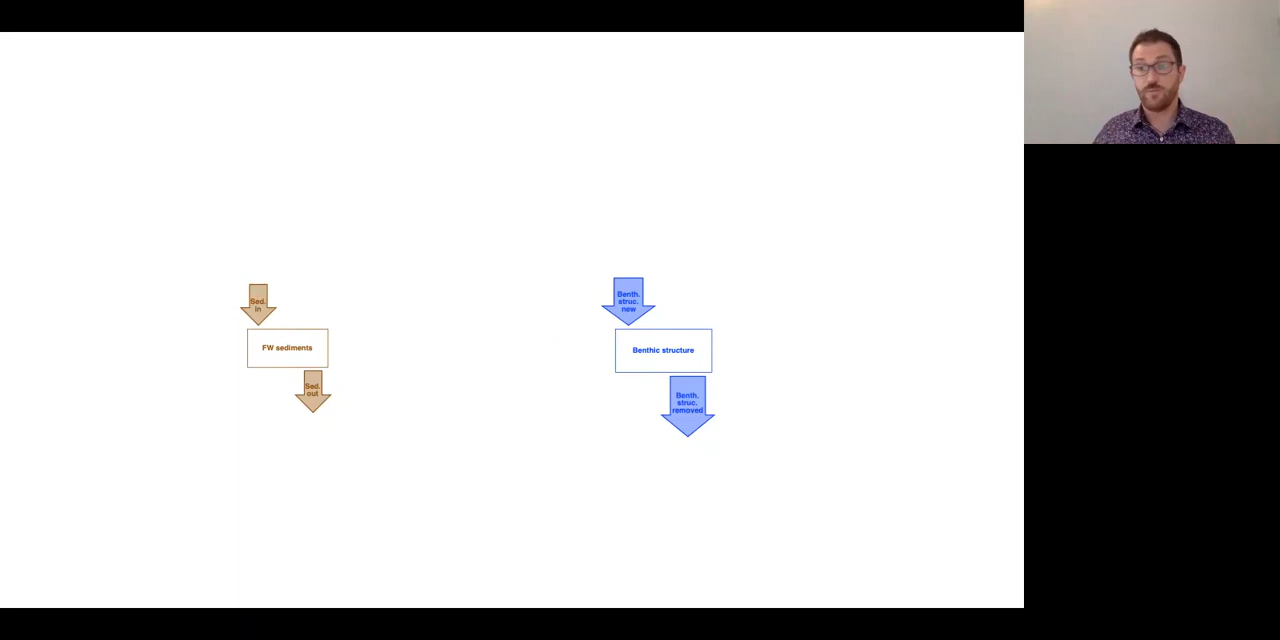 Sed.
in
FW sediments
Sed.
out
Benth.
struc.
new
Benthic structure
Benth.
struc.
removed